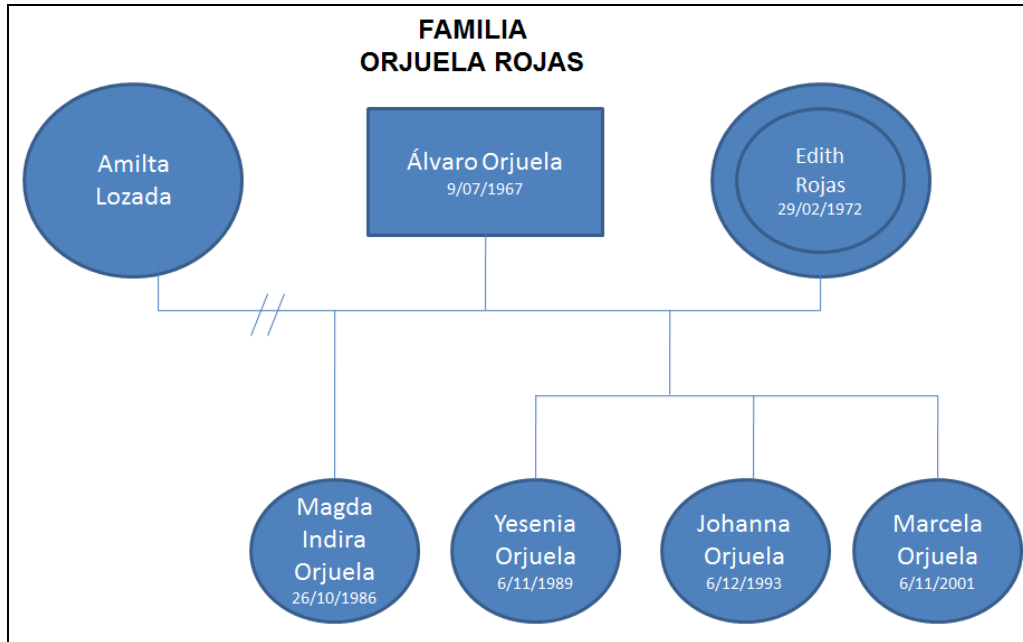 FAMILIA
ORJUELA ROJAS
Amilta
Lozada
Álvaro Orjuela
9/07/1967
Edith
Rojas
29/02/1972
Magda
Indira
Orjuela
26/10/1986
Yesenia
Orjuela
6/11/1989
Johanna
Orjuela
6/12/1993
Marcela
Orjuela
6/11/2001